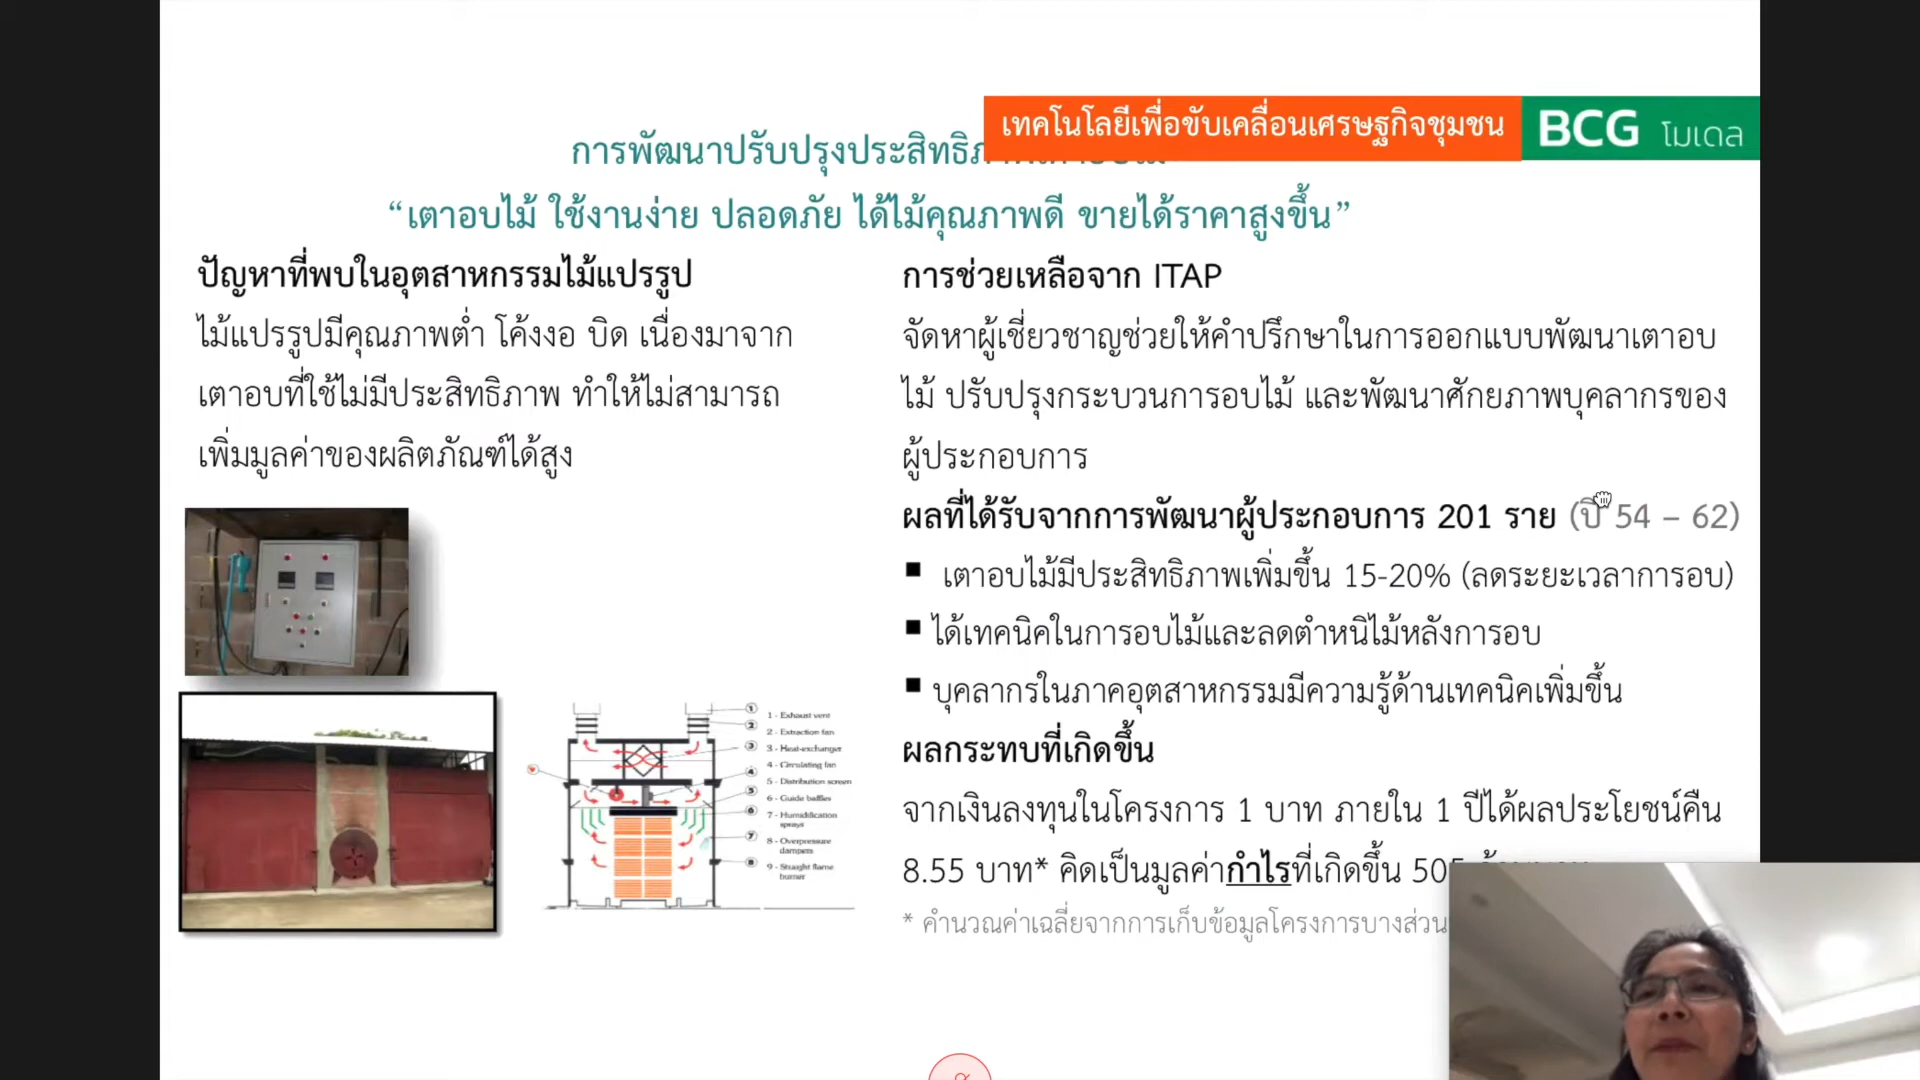 เทคโนโลยีเพื่อขับเคลื่อนเศรษฐกิจชุมชน
BCG โมเดล
การพัฒนาปรับปรุงประสิทธิ
“เตาอบไม้ ใช้งานง่าย ปลอดภัย ได้ไม้คุณภาพดี ขายได้ราคาสูงขึ้น”
ปัญหาที่พบในอุตสาหกรรมไม้แปรรูป
ไม้แปรรูปมีคุณภาพต่ำ โค้งงอ บิด เนื่องมาจาก
เตาอบที่ใช้ไม่มีประสิทธิภาพ ทำให้ไม่สามารถ
เพิ่มมูลค่าของผลิตภัณฑ์ได้สูง
1 - Exhaust vent
2 - Extraction fan
3 - Heat-exchanger
4 - Circulating fan
5 - Distribution screen
6 - Guide baffles
7 - Humidification
sprays
8 - Overpressure
dampers
9 - Straight flame
burner
การช่วยเหลือจาก ITAP
จัดหาผู้เชี่ยวชาญช่วยให้คำปรึกษาในการออกแบบพัฒนาเตาอบ
ไม้ ปรับปรุงกระบวนการอบไม้ และพัฒนาศักยภาพบุคลากรของ
ผู้ประกอบการ
ผลที่ได้รับจากการพัฒนาผู้ประกอบการ 201 ราย (ปี 54 – 62)
▪ เตาอบไม้มีประสิทธิภาพเพิ่มขึ้น 15-20% (ลดระยะเวลาการอบ)
▪ ได้เทคนิคในการอบไม้และลดตำหนิไม้หลังการอบ
▪ บุคลากรในภาคอุตสาหกรรมมีความรู้ด้านเทคนิคเพิ่มขึ้น
ผลกระทบที่เกิดขึ้น
จากเงินลงทุนในโครงการ 1 บาท ภายใน 1 ปีได้ผลประโยชน์คืน
8.55 บาท* คิดเป็นมูลค่ากำไรที่เกิดขึ้น
* คำนวณค่าเฉลี่ยจากการเก็บข้อมูลโครงการบางส่วน